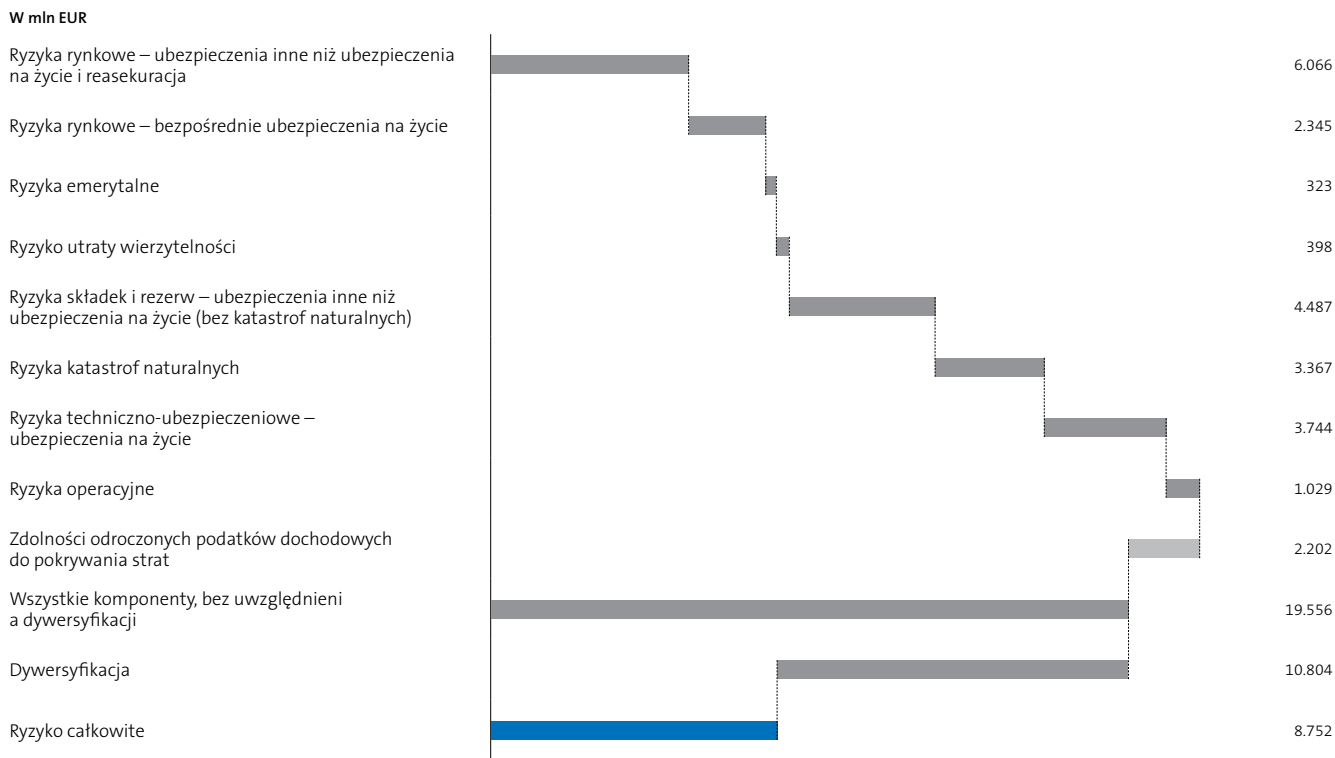 W mln EUR
Ryzyka rynkowe – ubezpieczenia inne niż ubezpieczenia
na życie i reasekuracja
6.066
Ryzyka rynkowe – bezpośrednie ubezpieczenia na życie
2.345
Ryzyka emerytalne
323
Ryzyko utraty wierzytelności
398
Ryzyka składek i rezerw – ubezpieczenia inne niż
ubezpieczenia na życie (bez katastrof naturalnych)
4.487
Ryzyka katastrof naturalnych
3.367
Ryzyka techniczno-ubezpieczeniowe –
ubezpieczenia na życie
3.744
Ryzyka operacyjne
1.029
Zdolności odroczonych podatków dochodowych
do pokrywania strat
2.202
Wszystkie komponenty, bez uwzględnieni
a dywersyfikacji
19.556
Dywersyfikacja
10.804
Ryzyko całkowite
8.752